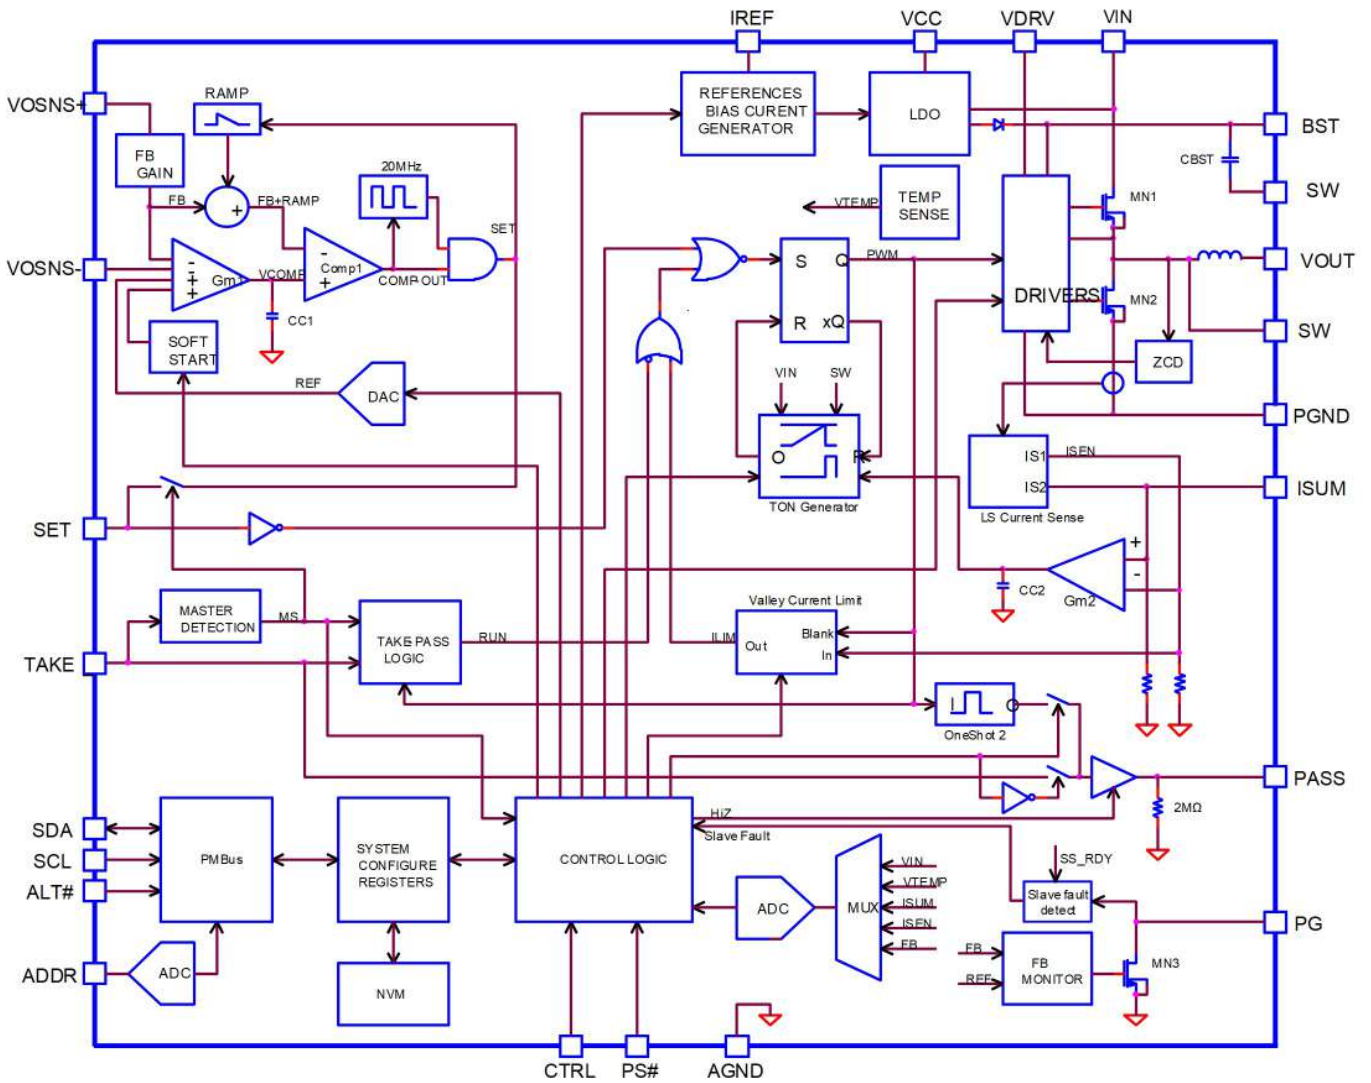 IREF
VCC
VDRV
VIN
VOSNS+
RAMP
REFERENCES
BIAS CURENT
GENERATOR
LDO
BST
FB
GAIN
20MHz
CBST
FB
+
FB+RAMP
TEMP
SENSE
VTEMP
MN1
SW
SET
VOSNS-
-
-
+
+
Gm1
VCOMP
-
Comp1
+
COMP-OUT
S
Q
PWM
VOUT
DRIVERS
MN2
CC1
R
xQ
SW
SOFT
START
ZCD
REF
DAC
VIN
SW
PGND
O
R
IS1
ISEN
IS2
ISUM
TON Generator
LS Current Sense
SET
+
-
CC2
Gm2
MASTER
DETECTION
MS
TAKE-PASS
LOGIC
RUN
Valley Current Limit
ILIM
Out
Blank
In
TAKE
OneShot 2
PASS
2MΩ
HiZ
Slave Fault
SDA
SCL
ALT#
PMBus
SYSTEM
CONFIGURE
REGISTERS
CONTROL LOGIC
ADC
MUX
VIN
VTEMP
ISUM
ISEN
FB
SS_RDY
Slave fault
detect
PG
ADDR
ADC
NVM
FB
REF
FB
MONITOR
MN3
CTRL
PS#
AGND